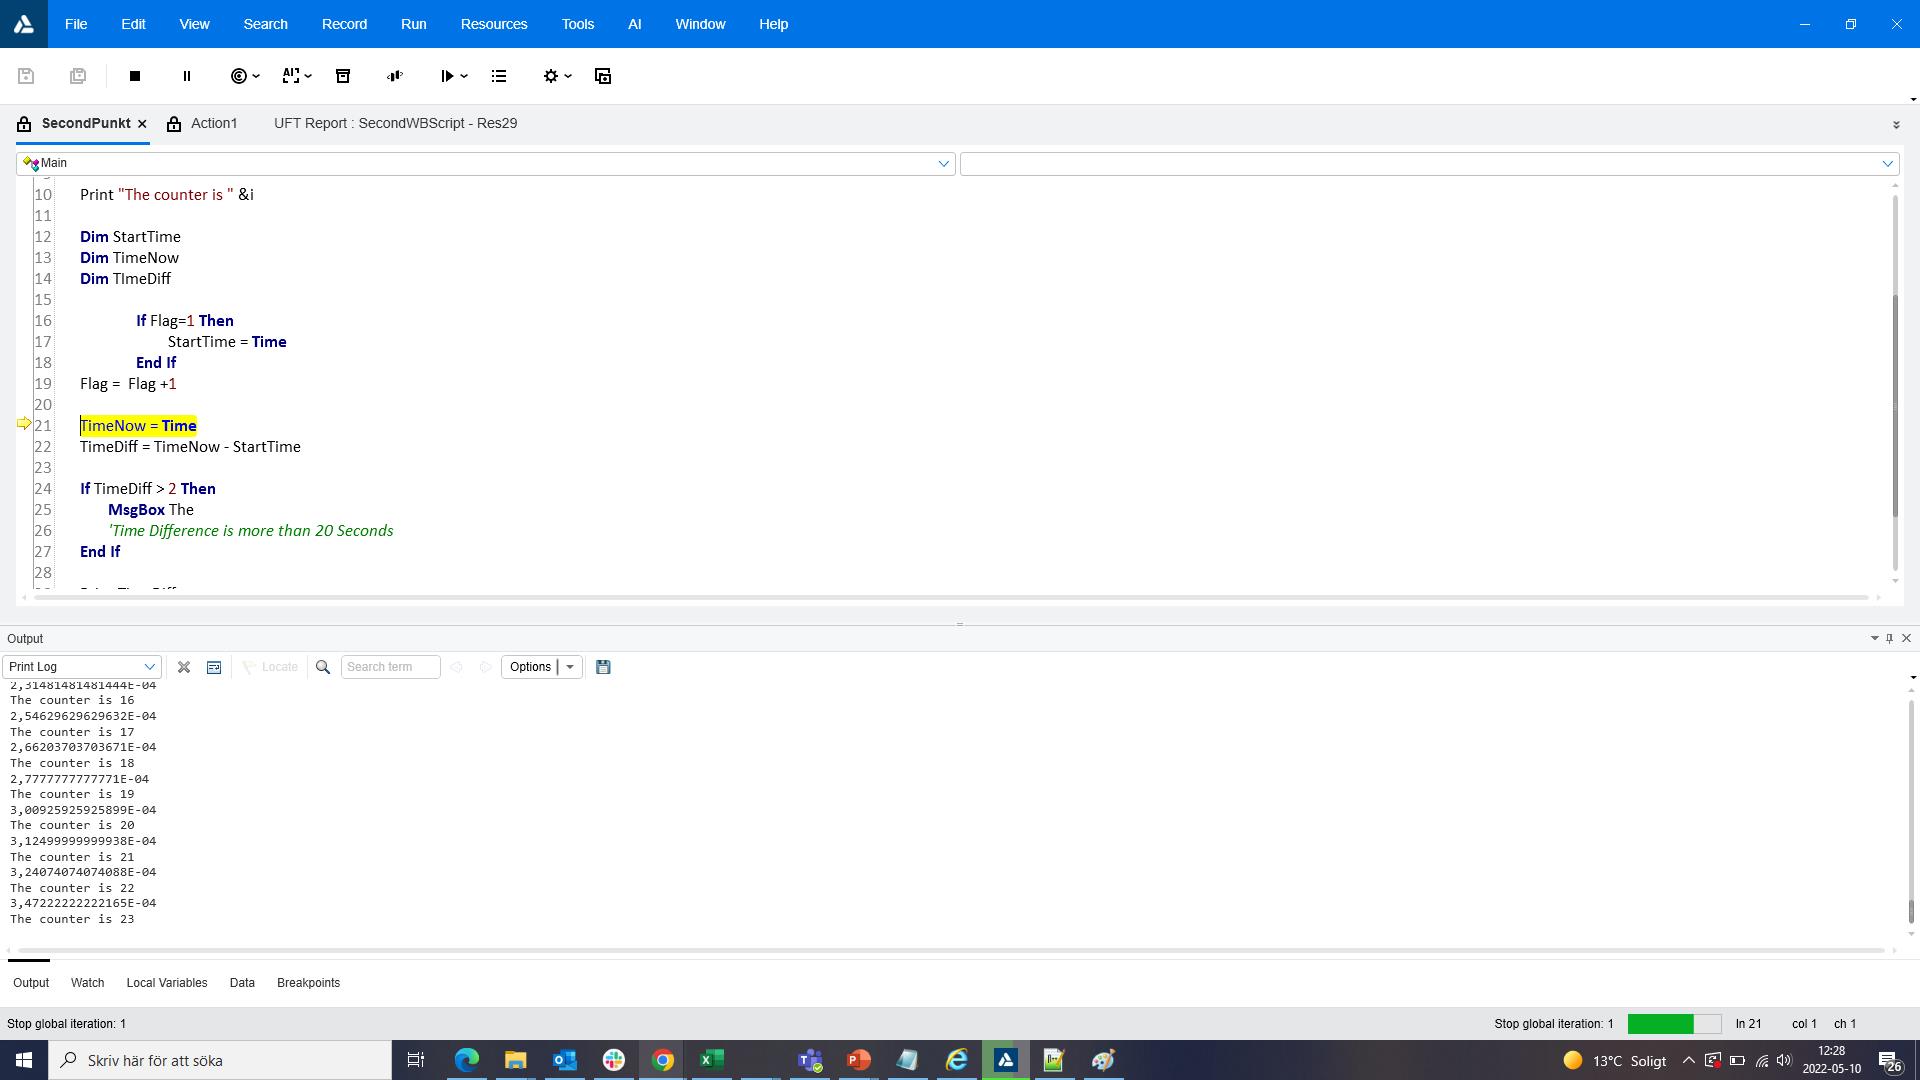 File Edit View Search Record Run Resources Tools AI Window Help
SecondPunkt Action1 UFT Report : SecondWBScript - Res29
Main
10 Print "The counter is " &i
11
12 Dim StartTime
13 Dim TimeNow
14 Dim TImeDiff
15
16 If Flag=1 Then
17 StartTime = Time
18 End If
19 Flag = Flag +1
20
21 TimeNow = Time
22 TimeDiff = TimeNow - StartTime
23
24 If TimeDiff > 2 Then
25 MsgBox The
26 'Time Difference is more than 20 Seconds
27 End If
28
Output
Print Log Locate Search term Options
2,31481481481444E-04
The counter is 16
2,54629629629632E-04
The counter is 17
2,66203703703671E-04
The counter is 18
2,7777777777771E-04
The counter is 19
3,00925925925899E-04
The counter is 20
3,12499999999938E-04
The counter is 21
3,24074074074088E-04
The counter is 22
3,47222222222165E-04
The counter is 23
Output Watch Local Variables Data Breakpoints
Stop global iteration: 1 Stop global iteration: 1 ln 21 col 1 ch 1
Skriv här för att söka 13°C Soligt 12:28
2022-05-10 26